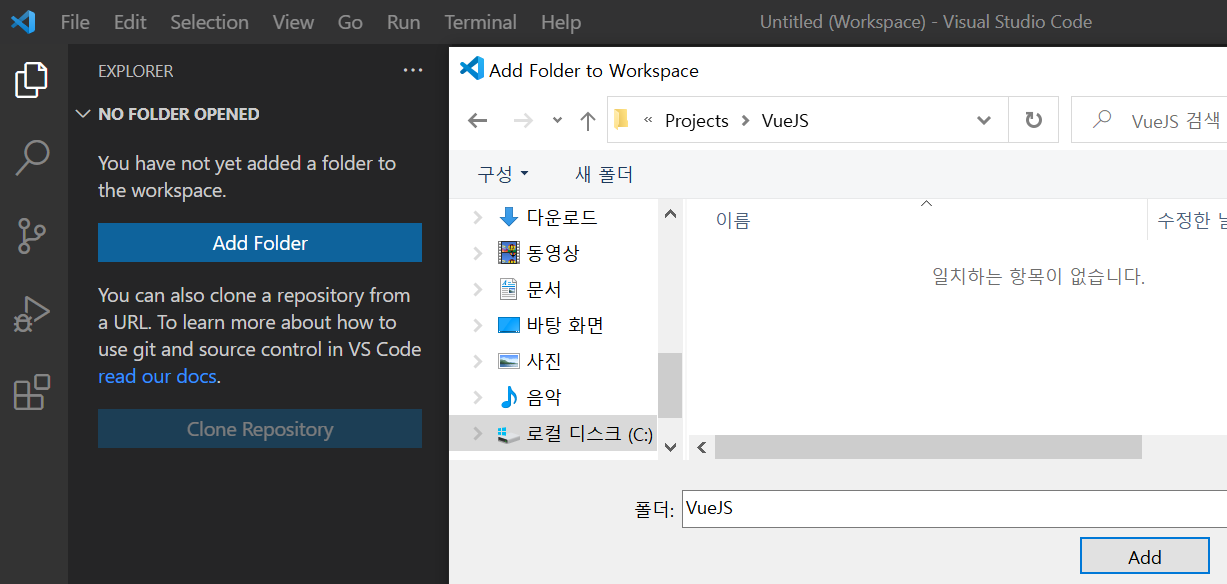 File Edit Selection View Go Run Terminal Help Untitled (Workspace) - Visual Studio Code
EXPLORER ···
NO FOLDER OPENED
You have not yet added a folder to
the workspace.
Add Folder
You can also clone a repository from
a URL. To learn more about how to
use git and source control in VS Code
read our docs.
Clone Repository
Add Folder to Workspace
« Projects > VueJS
VueJS 검색
구성 새 폴더
다운로드
동영상
문서
바탕 화면
사진
음악
로컬 디스크 (C:)
이름 수정한
일치하는 항목이 없습니다.
폴더: VueJS
Add